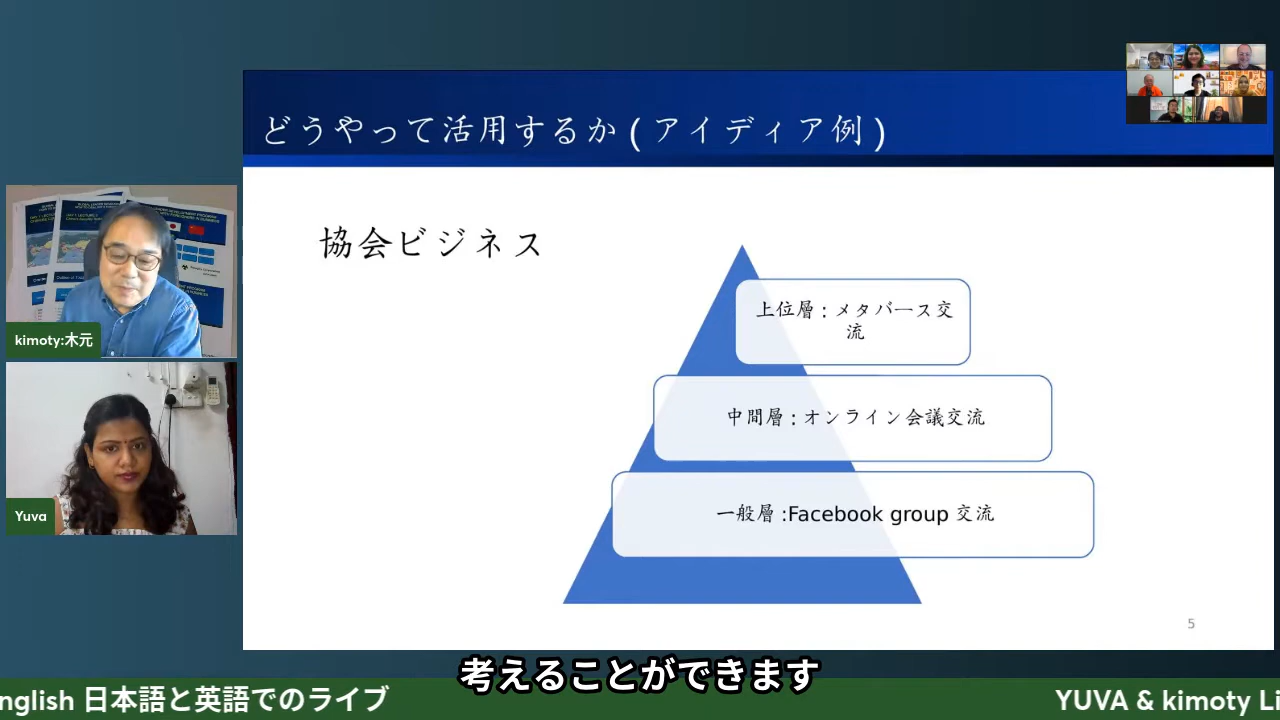 どうやって活用するか ( アイディア例 )
協会ビジネス
上位層 : メタバース交
流
中間層 : オンライン会議交流
一般層 :Facebook group 交流
5
kimoty:木元
Yuva
考えることができます
nglish 日本語と英語でのライブ
YUVA & kimoty Li